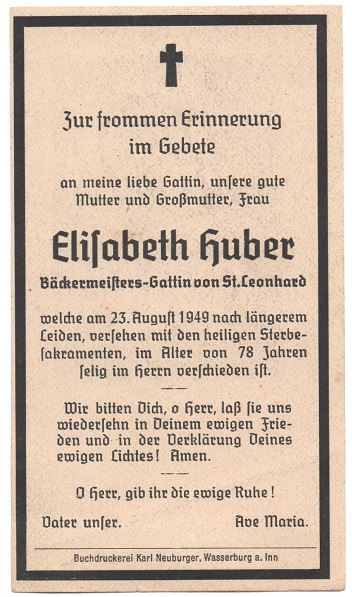 Zur frommen Erinnerung
im Gebete
an meine liebe Gattin, unsere gute
Mutter und Großmutter, Frau
Elisabeth Huber
Bäckermeisters-Gattin von St. Leonhard
welche am 23. August 1949 nach längerem
Leiden, versehen mit den heiligen Sterbe-
sakramenten, im Alter von 78 Jahren
selig im Herrn verschieden ist.
Wir bitten Dich, o Herr, laß sie uns
wiedersehn in Deinem ewigen Frie-
den und in der Verklärung Deines
ewigen Lichtes! Amen.
O Herr, gib ihr die ewige Ruhe!
Vater unser. Ave Maria.
Buchdruckerei Karl Neuburger, Wasserburg a. Inn